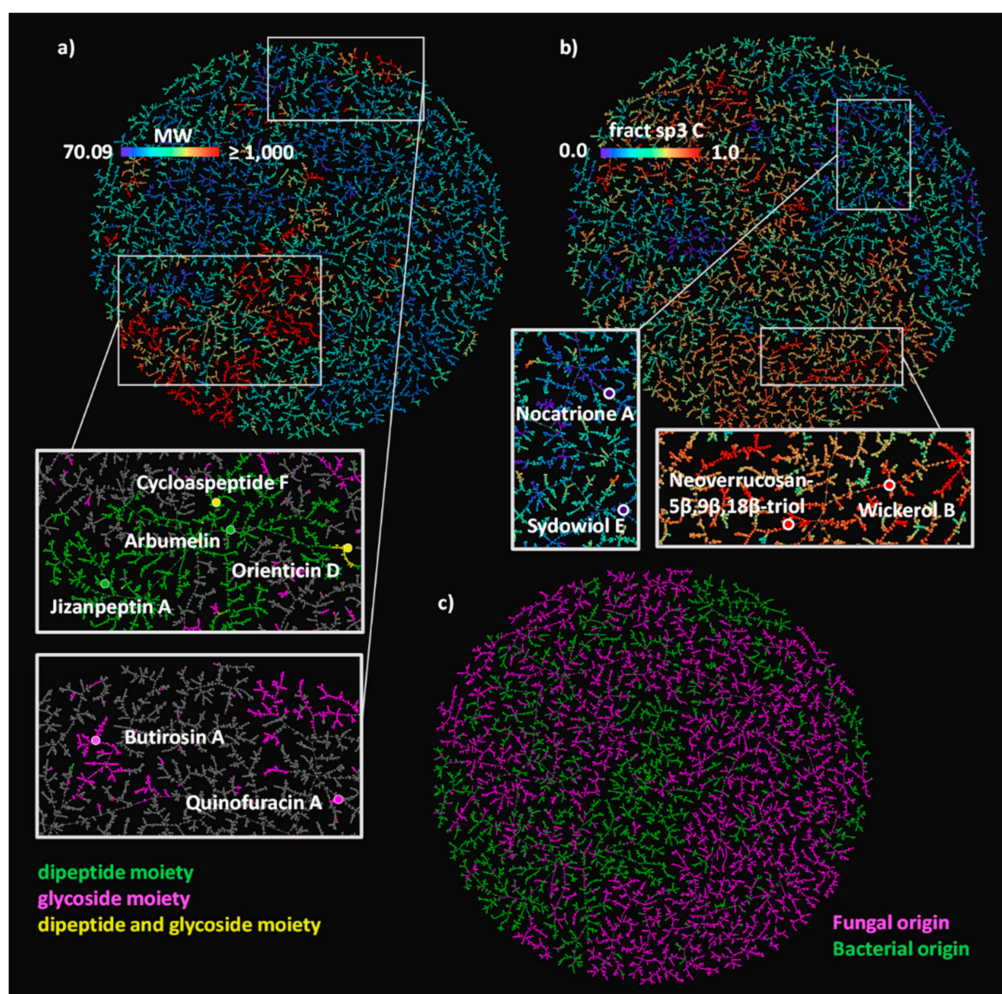 a)
MW
70.09 ≥ 1,000
b)
fract sp3 C
0.0 1.0
Nocatrione A
Sydowiol E
Neoverrucosan-
5β,9β,18β-triol
Wickerol B
Cycloaspeptide F
Arbumelin
Orienticin D
Jizanpeptin A
Butirosin A
Quinofuracin A
dipeptide moiety
glycoside moiety
dipeptide and glycoside moiety
c)
Fungal origin
Bacterial origin